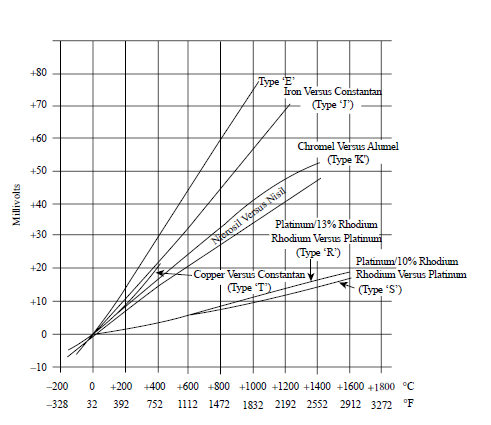 +80
+70
+60
+50
+40
+30
+20
+10
0
−10
Millivolts
Type ‘E’
Iron Versus Constantan
(Type ‘J’)
Chromel Versus Alumel
(Type 'K')
Nicrosil Versus Nisil
Platinum/13% Rhodium
Rhodium Versus Platinum
(Type ‘R’)
Copper Versus Constantan
(Type ‘T’)
Platinum/10% Rhodium
Rhodium Versus Platinum
(Type ‘S’)
−200 0 +200 +400 +600 +800 +1000 +1200 +1400 +1600 +1800 °C
−328 32 392 752 1112 1472 1832 2192 2552 2912 3272 °F